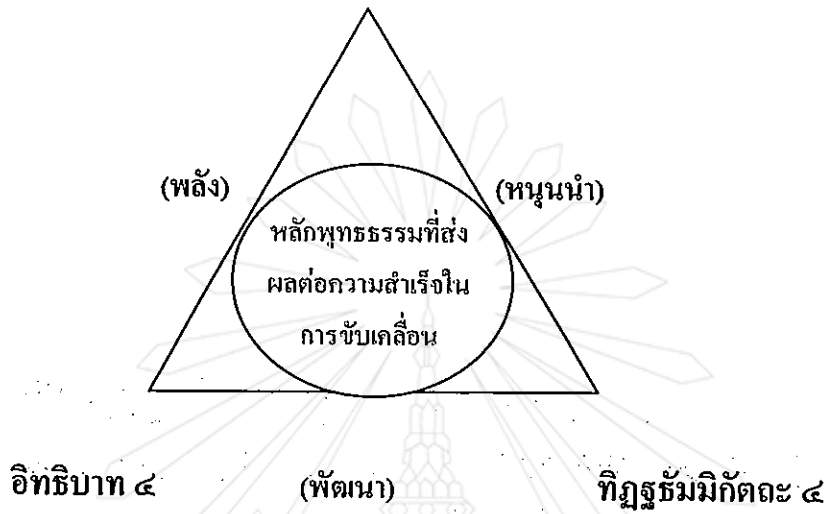 (พลัง) (หนุนนำ)
หลักพุทธธรรมที่ส่ง
ผลต่อความสำเร็จใน
การขับเคลื่อน
อิทธิบาท ๔ (พัฒนา) ทิฏฐธัมมิกัตถะ ๔